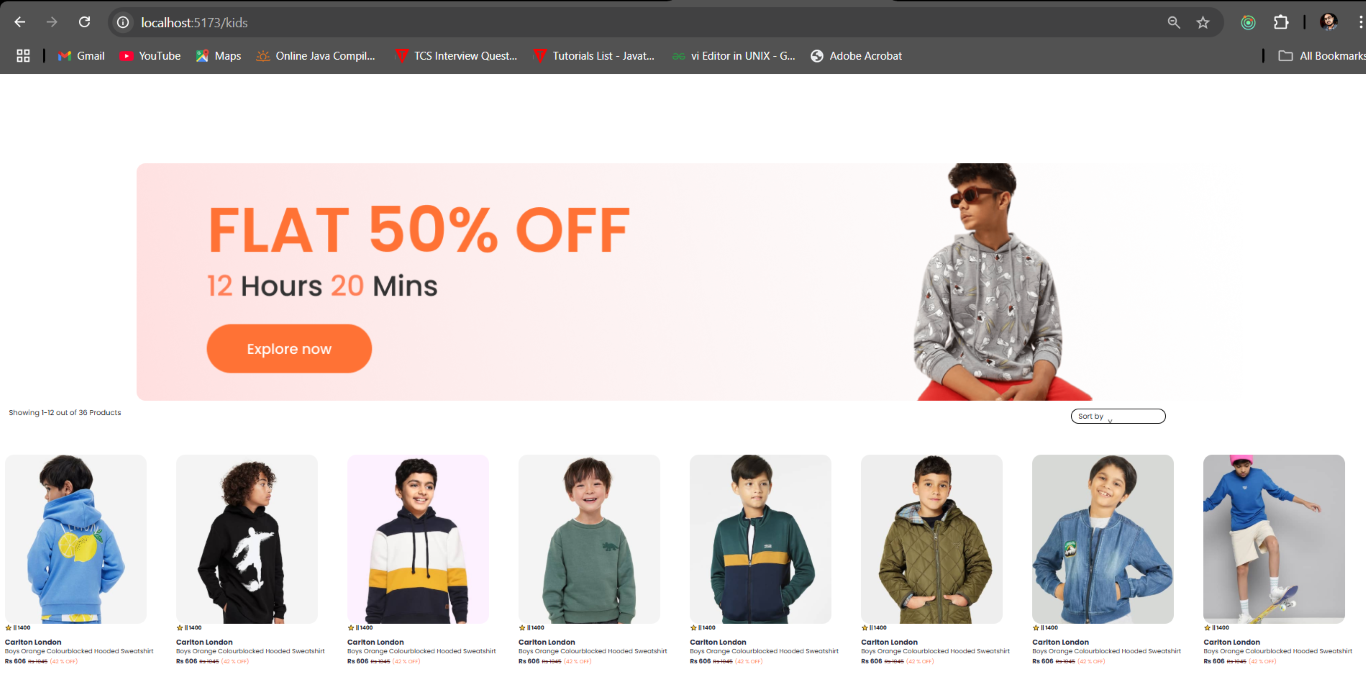 localhost:5173/kids
Gmail YouTube Maps Online Java Compil... TCS Interview Quest... Tutorials List - Javat... vi Editor in UNIX - G... Adobe Acrobat All Bookmarks
FLAT 50% OFF
12 Hours 20 Mins
Explore now
Showing 1-12 out of 36 Products
Sort by
1400 1400 1400 1400 1400 1400 1400 1400
Carlton London Carlton London Carlton London Carlton London Carlton London Carlton London Carlton London Carlton London
Boys Orange Colourblocked Hooded Sweatshirt Boys Orange Colourblocked Hooded Sweatshirt Boys Orange Colourblocked Hooded Sweatshirt Boys Orange Colourblocked Hooded Sweatshirt Boys Orange Colourblocked Hooded Sweatshirt Boys Orange Colourblocked Hooded Sweatshirt Boys Orange Colourblocked Hooded Sweatshirt Boys Orange Colourblocked Hooded Sweatshirt
Rs 606 Rs 1045 (42 % OFF) Rs 606 Rs 1045 (42 % OFF) Rs 606 Rs 1045 (42 % OFF) Rs 606 Rs 1045 (42 % OFF) Rs 606 Rs 1045 (42 % OFF) Rs 606 Rs 1045 (42 % OFF) Rs 606 Rs 1045 (42 % OFF) Rs 606 Rs 1045 (42 % OFF)